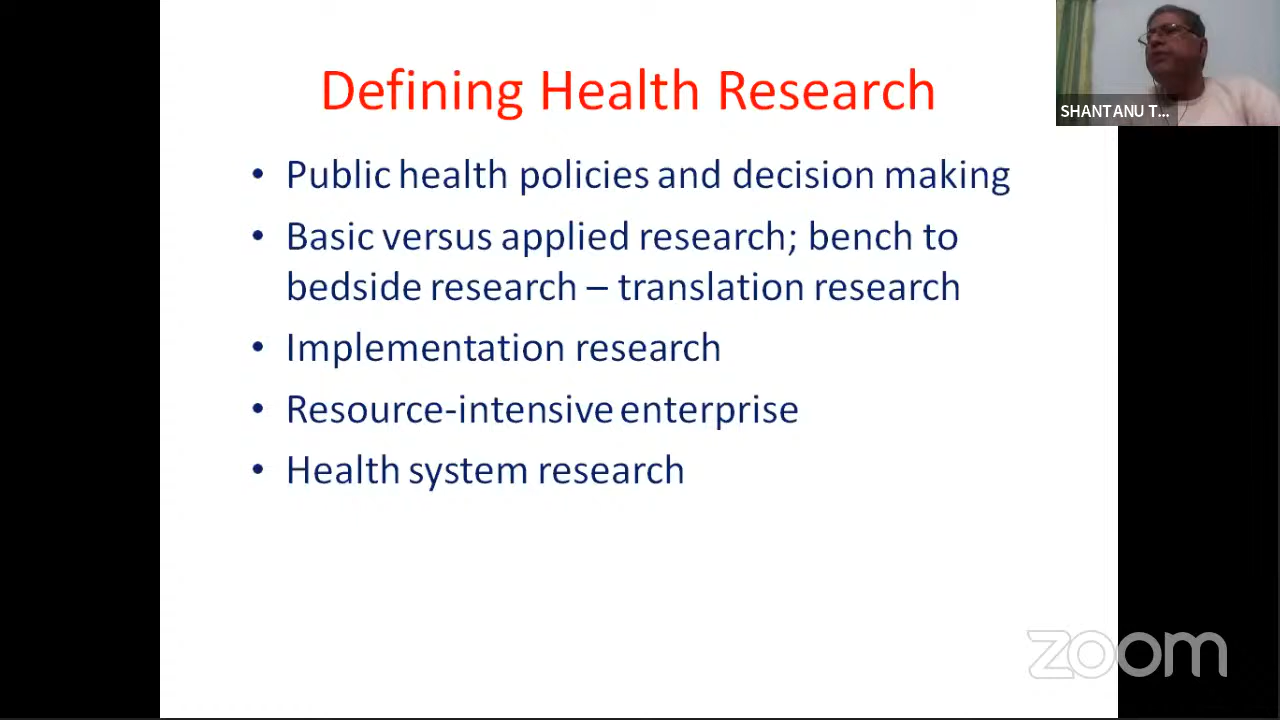 Defining Health Research
SHANTANU T...
• Public health policies and decision making
• Basic versus applied research; bench to
bedside research – translation research
• Implementation research
• Resource-intensive enterprise
• Health system research
zoom